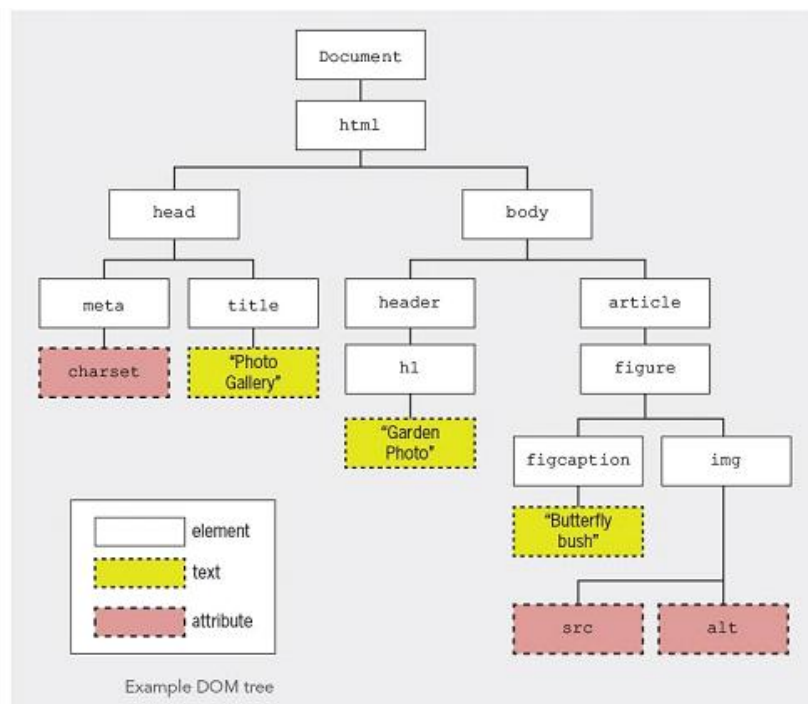 Document
html
head
body
meta
title
header
article
charset
“Photo
Gallery”
h1
figure
“Garden
Photo”
figcaption
img
“Butterfly
bush”
element
text
attribute
src
alt
Example DOM tree